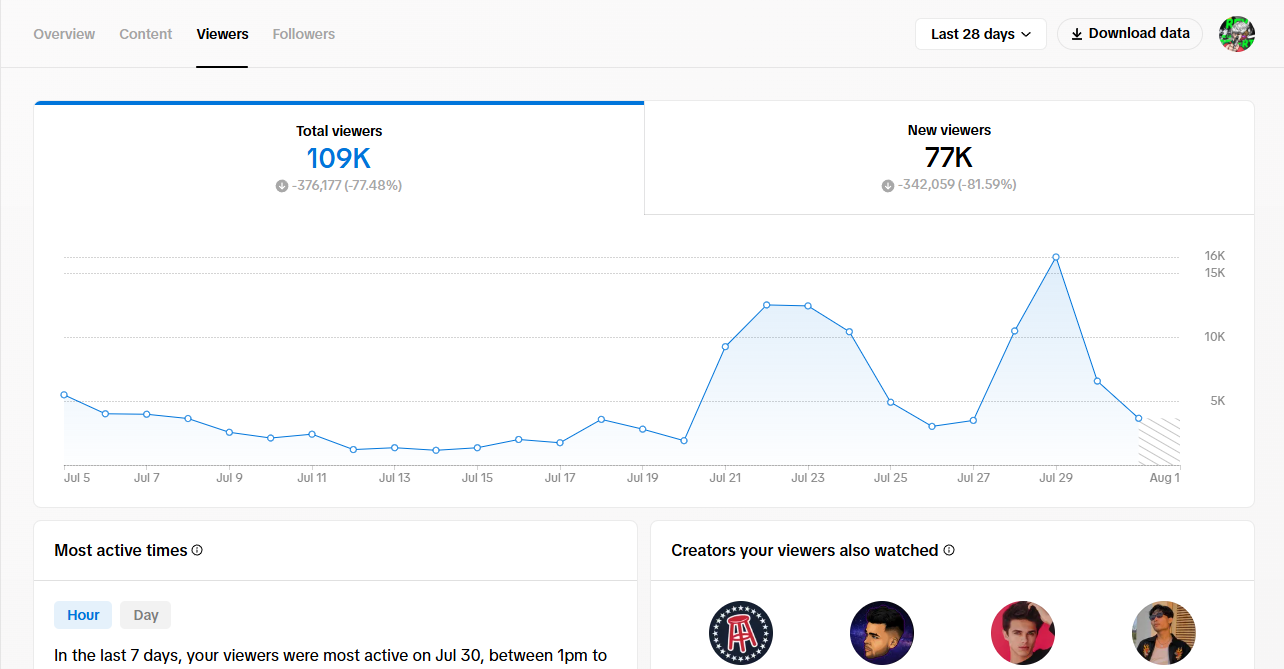 Overview Content Viewers Followers Last 28 days Download data
Total viewers
109K
-376,177 (-77.48%)
New viewers
77K
-342,059 (-81.59%)
16K
15K
10K
5K
Jul 5 Jul 7 Jul 9 Jul 11 Jul 13 Jul 15 Jul 17 Jul 19 Jul 21 Jul 23 Jul 25 Jul 27 Jul 29 Aug 1
Most active times
Hour Day
In the last 7 days, your viewers were most active on Jul 30, between 1pm to
Creators your viewers also watched